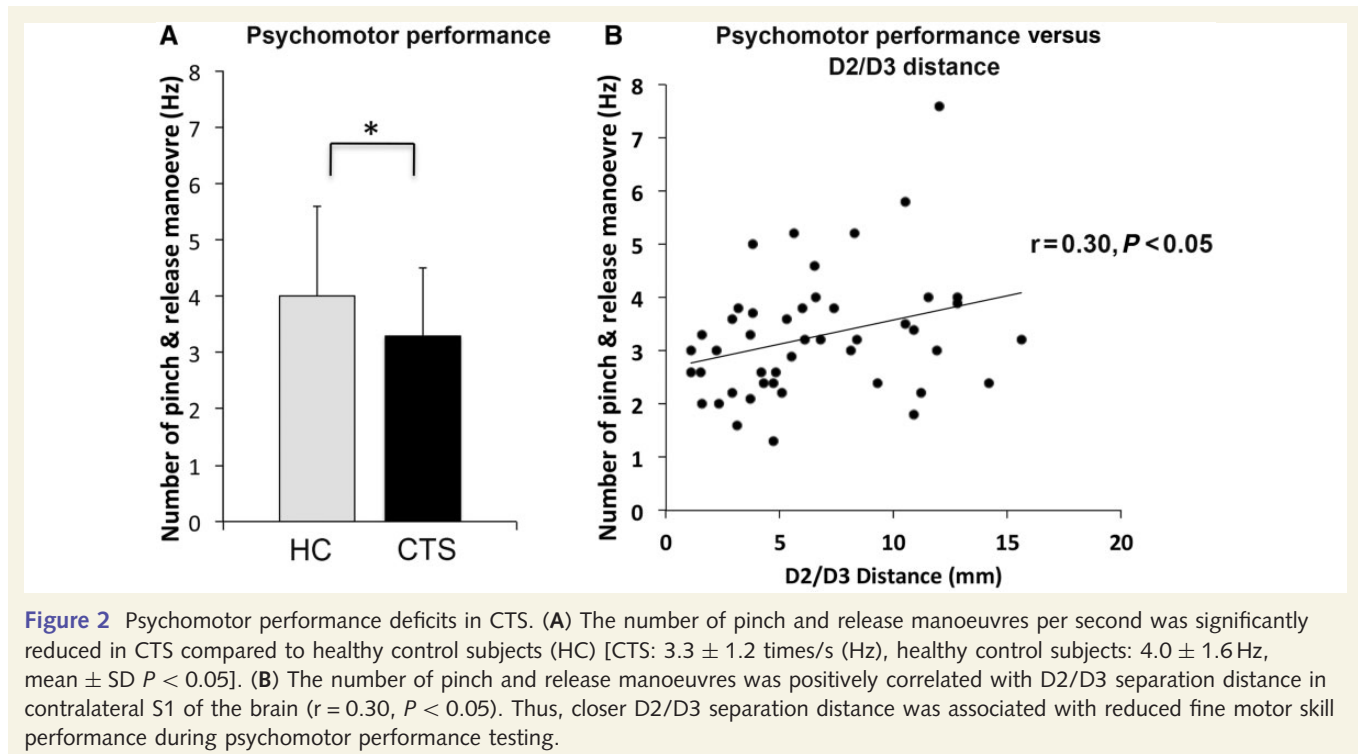 A Psychomotor performance
Number of pinch & release manoevre (Hz)
8
7
6
5
4
3
2
1
0
*
HC CTS
B Psychomotor performance versus
D2/D3 distance
Number of pinch & release manoevre (Hz)
8
7
6
5
4
3
2
1
0
r=0.30, P<0.05
0 5 10 15 20
D2/D3 Distance (mm)
Figure 2 Psychomotor performance deficits in CTS. (A) The number of pinch and release manoeuvres per second was significantly
reduced in CTS compared to healthy control subjects (HC) [CTS: 3.3 ± 1.2 times/s (Hz), healthy control subjects: 4.0 ± 1.6 Hz,
mean ± SD P < 0.05]. (B) The number of pinch and release manoeuvres was positively correlated with D2/D3 separation distance in
contralateral S1 of the brain (r = 0.30, P < 0.05). Thus, closer D2/D3 separation distance was associated with reduced fine motor skill
performance during psychomotor performance testing.